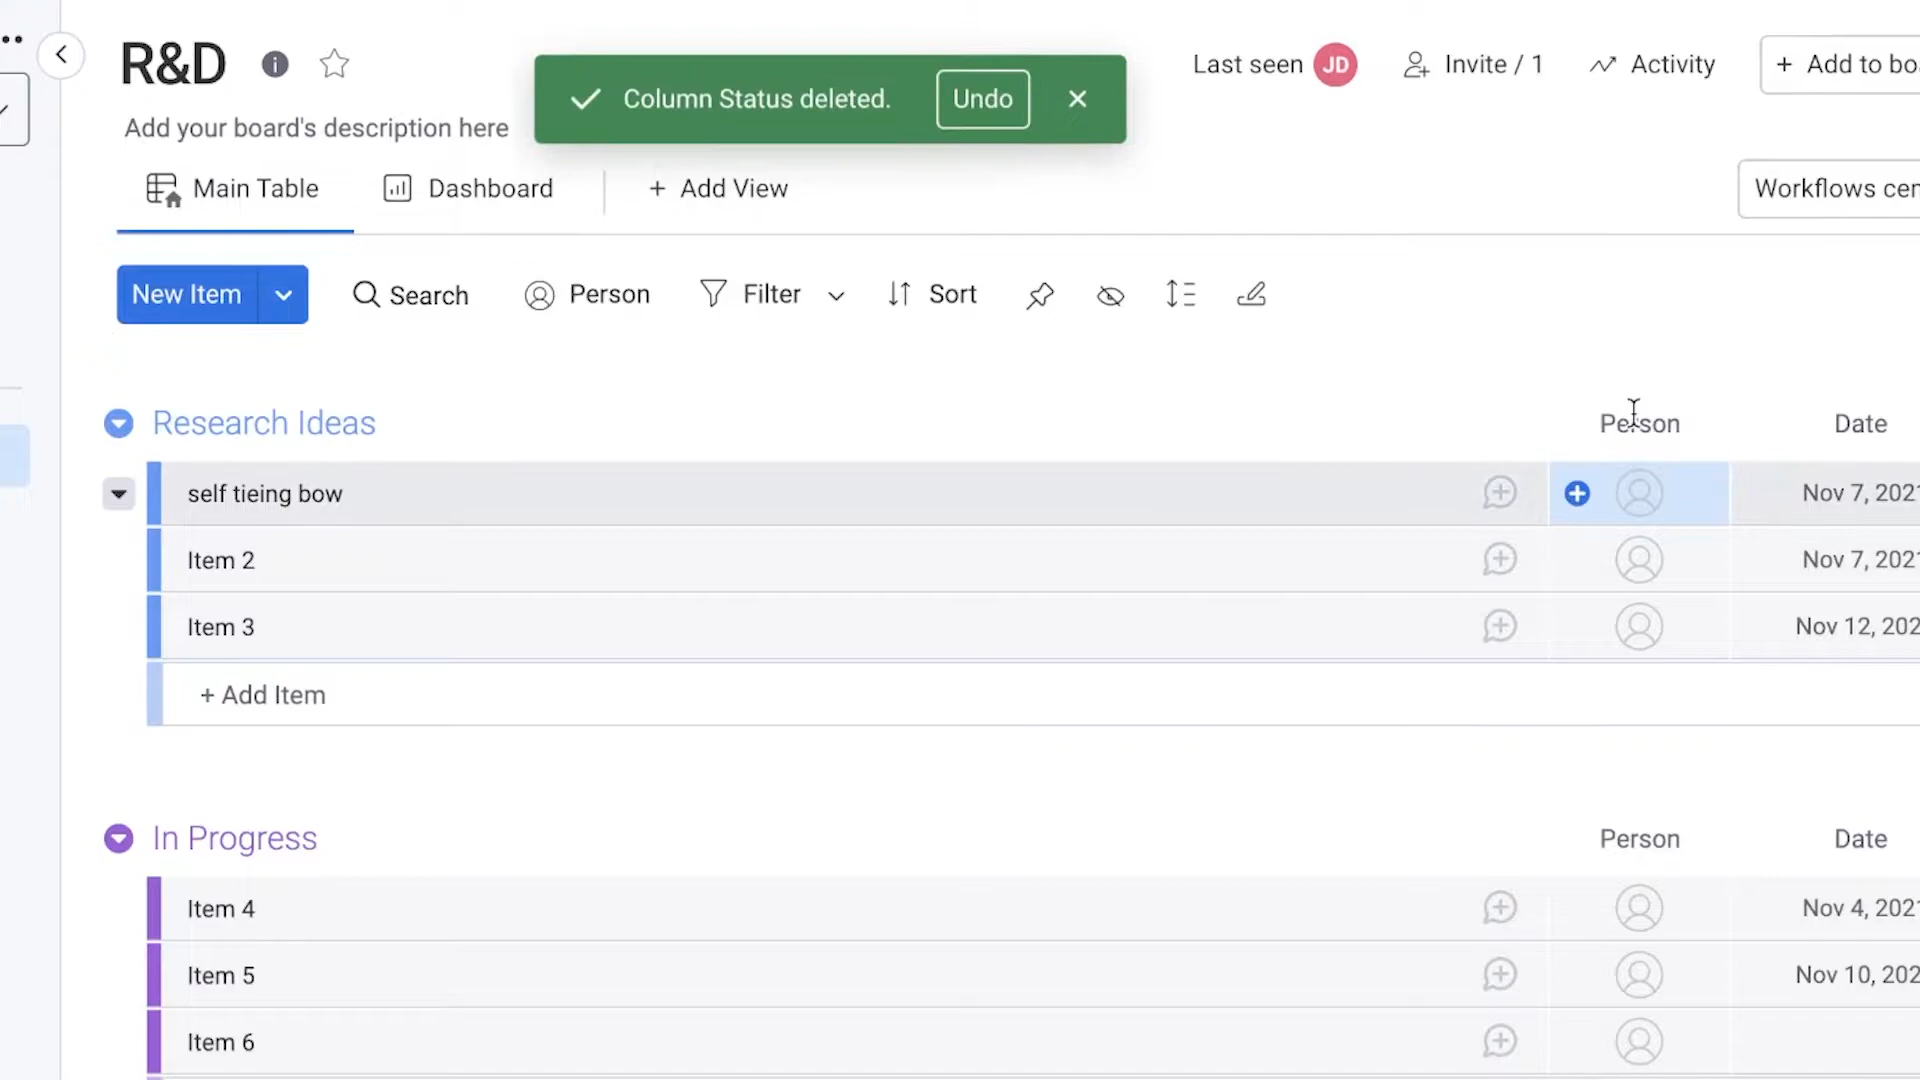 R&D
Column Status deleted. Undo
Last seen JD Invite / 1 Activity + Add to bo
Add your board's description here
Main Table Dashboard + Add View
Workflows cen
New Item Search Person Filter Sort
Research Ideas Person Date
self tieing bow Nov 7, 202
Item 2 Nov 7, 202
Item 3 Nov 12, 202
+ Add Item
In Progress Person Date
Item 4 Nov 4, 202
Item 5 Nov 10, 202
Item 6